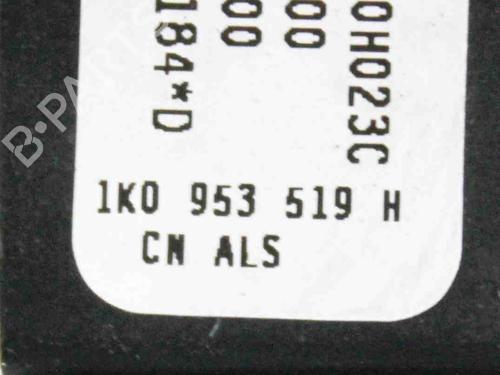 0H023C
00
00
184*D
1K0 953 519 H
CN ALS
B-PARTS